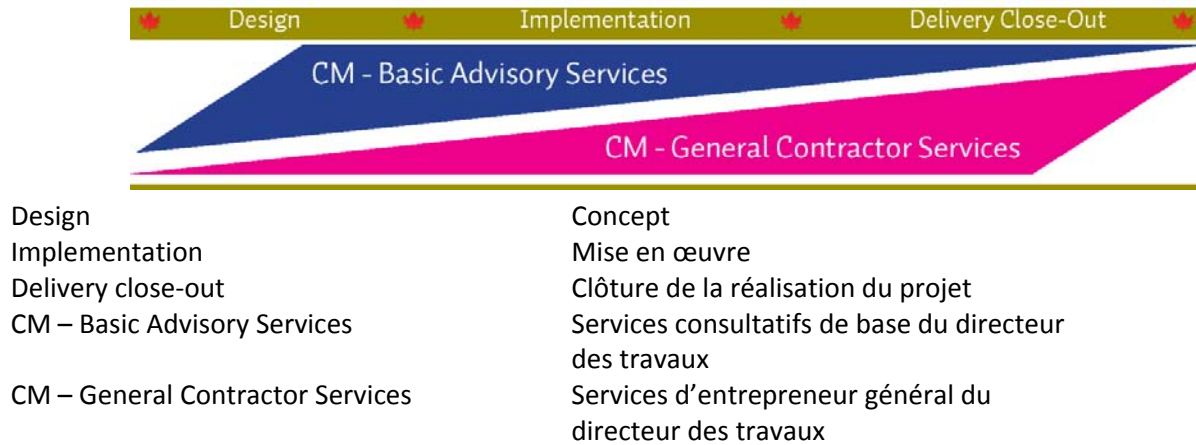 Design Implementation Delivery Close-Out
CM - Basic Advisory Services
CM - General Contractor Services
Design Concept
Implementation Mise en œuvre
Delivery close-out Clôture de la réalisation du projet
CM – Basic Advisory Services Services consultatifs de base du directeur
des travaux
CM – General Contractor Services Services d’entrepreneur général du
directeur des travaux